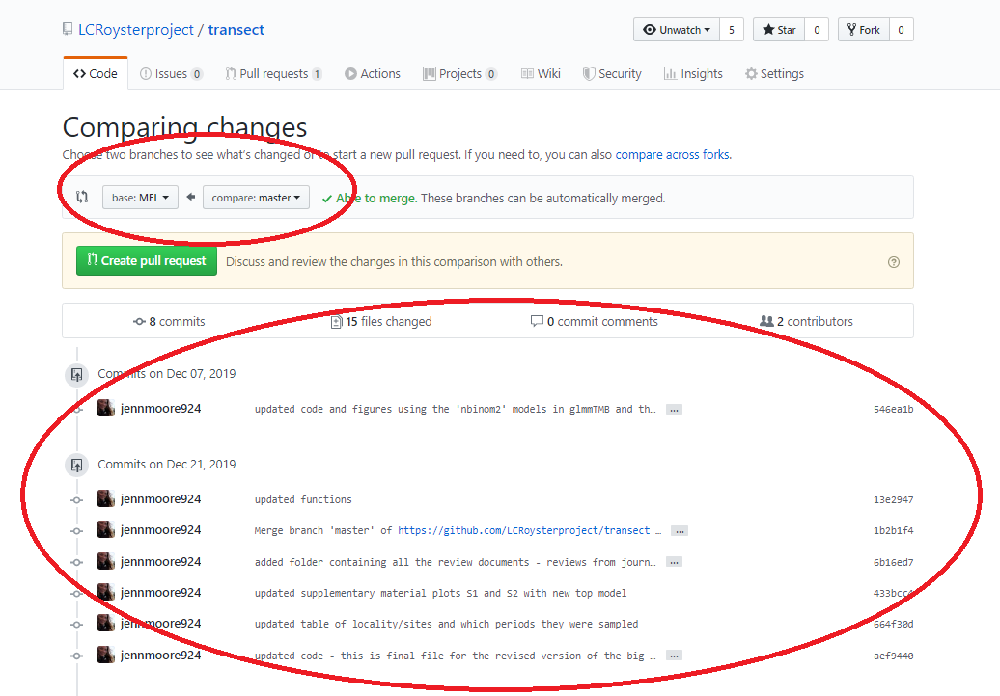 LCRoysterproject / transect
Unwatch 5 Star 0 Fork 0
Code Issues 0 Pull requests 1 Actions Projects 0 Wiki Security Insights Settings
Comparing changes
Choose two branches to see what's changed or to start a new pull request. If you need to, you can also compare across forks.
base: MEL compare: master Able to merge. These branches can be automatically merged.
Create pull request Discuss and review the changes in this comparison with others.
8 commits 15 files changed 0 commit comments 2 contributors
Commits on Dec 07, 2019
jennmoore924 updated code and figures using the 'nbinom2' models in glmmTMB and th… … 546ea1b
Commits on Dec 21, 2019
jennmoore924 updated functions 13e2947
jennmoore924 Merge branch 'master' of https://github.com/LCRoysterproject/transect … … 1b2b1f4
jennmoore924 added folder containing all the review documents - reviews from journ… … 6b16ed7
jennmoore924 updated supplementary material plots S1 and S2 with new top model 433bcc4
jennmoore924 updated table of locality/sites and which periods they were sampled 664f30d
jennmoore924 updated code - this is final file for the revised version of the big … … aef9440